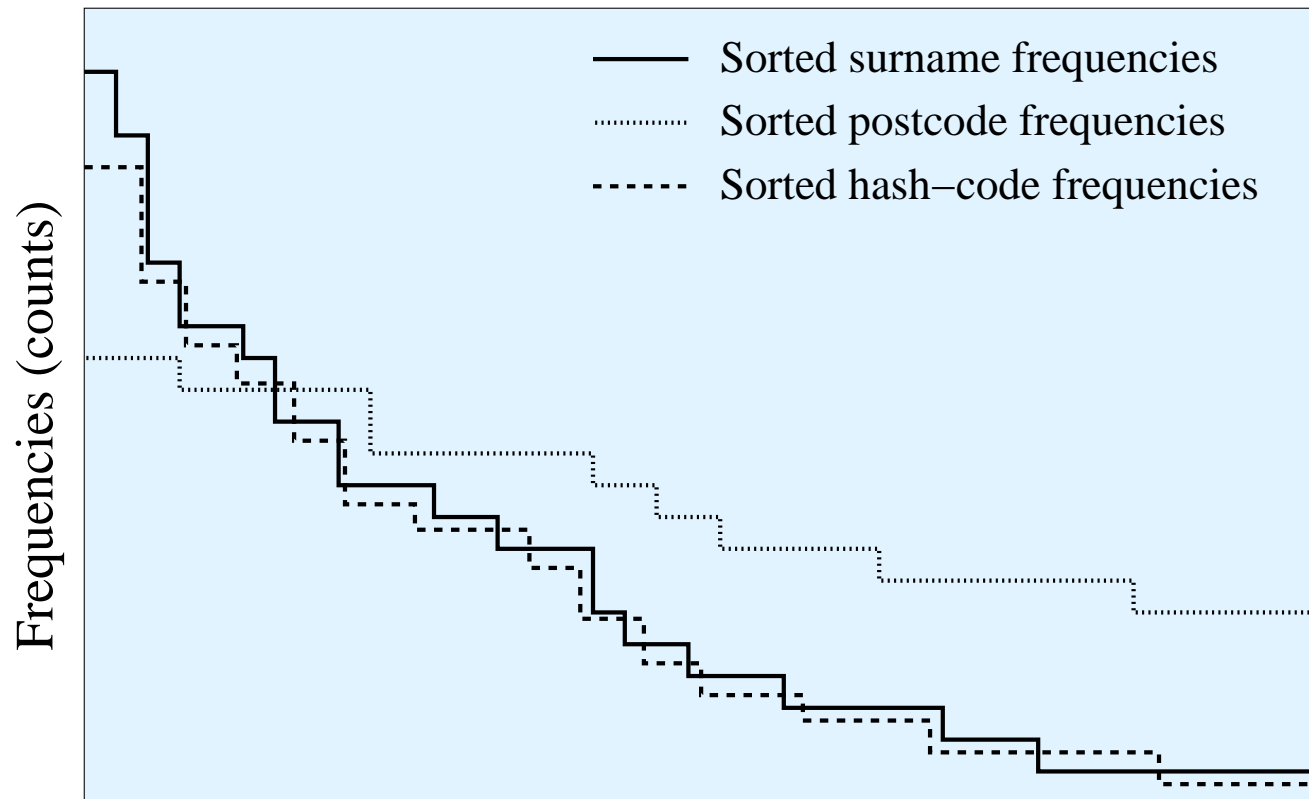 Sorted surname frequencies
Sorted postcode frequencies
Sorted hash−code frequencies
Frequencies (counts)